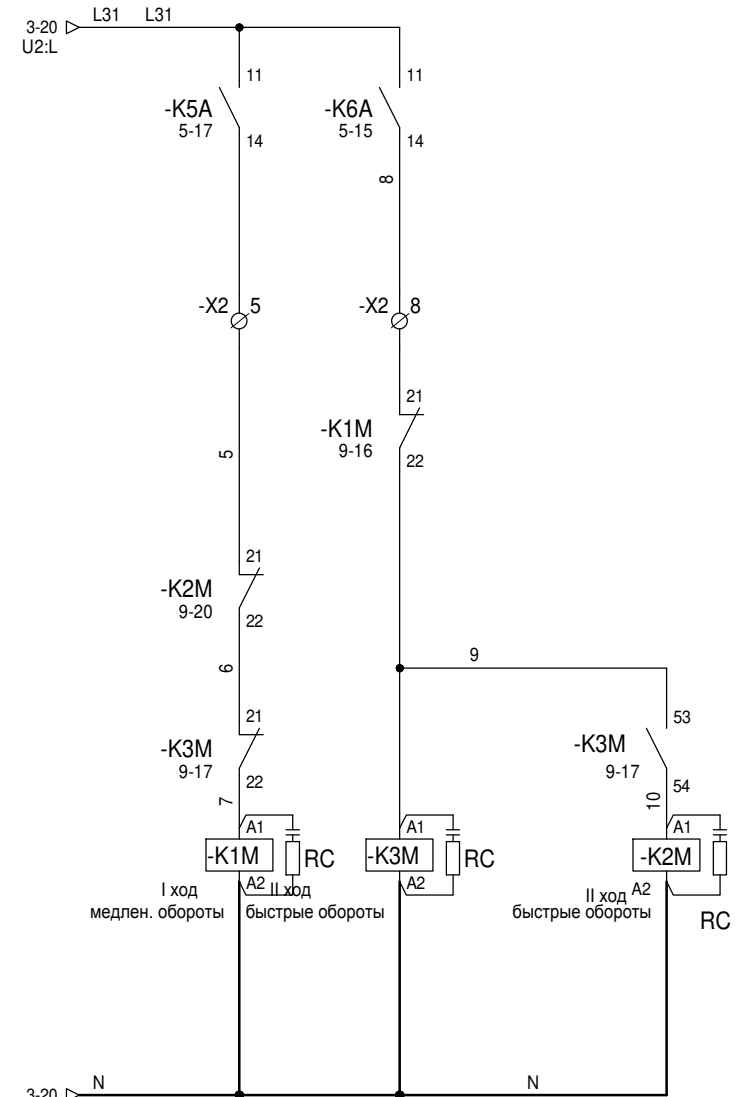 L31 L31
3-20
U2:L
11 11
-K5A -K6A
5-17 5-15
14 14
8
-X2 5 -X2 8
21
-K1M
9-16
22
5
21
-K2M
9-20
22
9
6
21 53
-K3M -K3M
9-17 9-17
22 54
7 10
A1 A1 A1
-K1M RC -K3M RC -K2M
A2 A2 A2
I ход II ход II ход
медлен. обороты быстрые обороты быстрые обороты
RC
N N
3-20